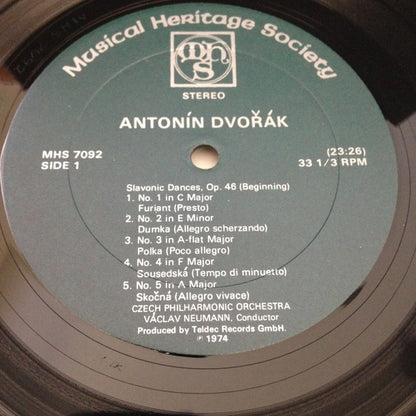 Musical Heritage Society
MHS
STEREO
ANTONÍN DVOŘÁK
MHS 7092
SIDE 1
(23:26)
33 1/3 RPM
Slavonic Dances, Op. 46 (Beginning)
1. No. 1 in C Major
Furiant (Presto)
2. No. 2 in E Minor
Dumka (Allegro scherzando)
3. No. 3 in A-flat Major
Polka (Poco allegro)
4. No. 4 in F Major
Sousedská (Tempo di minuetto)
5. No. 5 in A Major
Skočná (Allegro vivace)
CZECH PHILHARMONIC ORCHESTRA
VÁCLAV NEUMANN, Conductor
Produced by Teldec Records GmbH.
℗ 1974